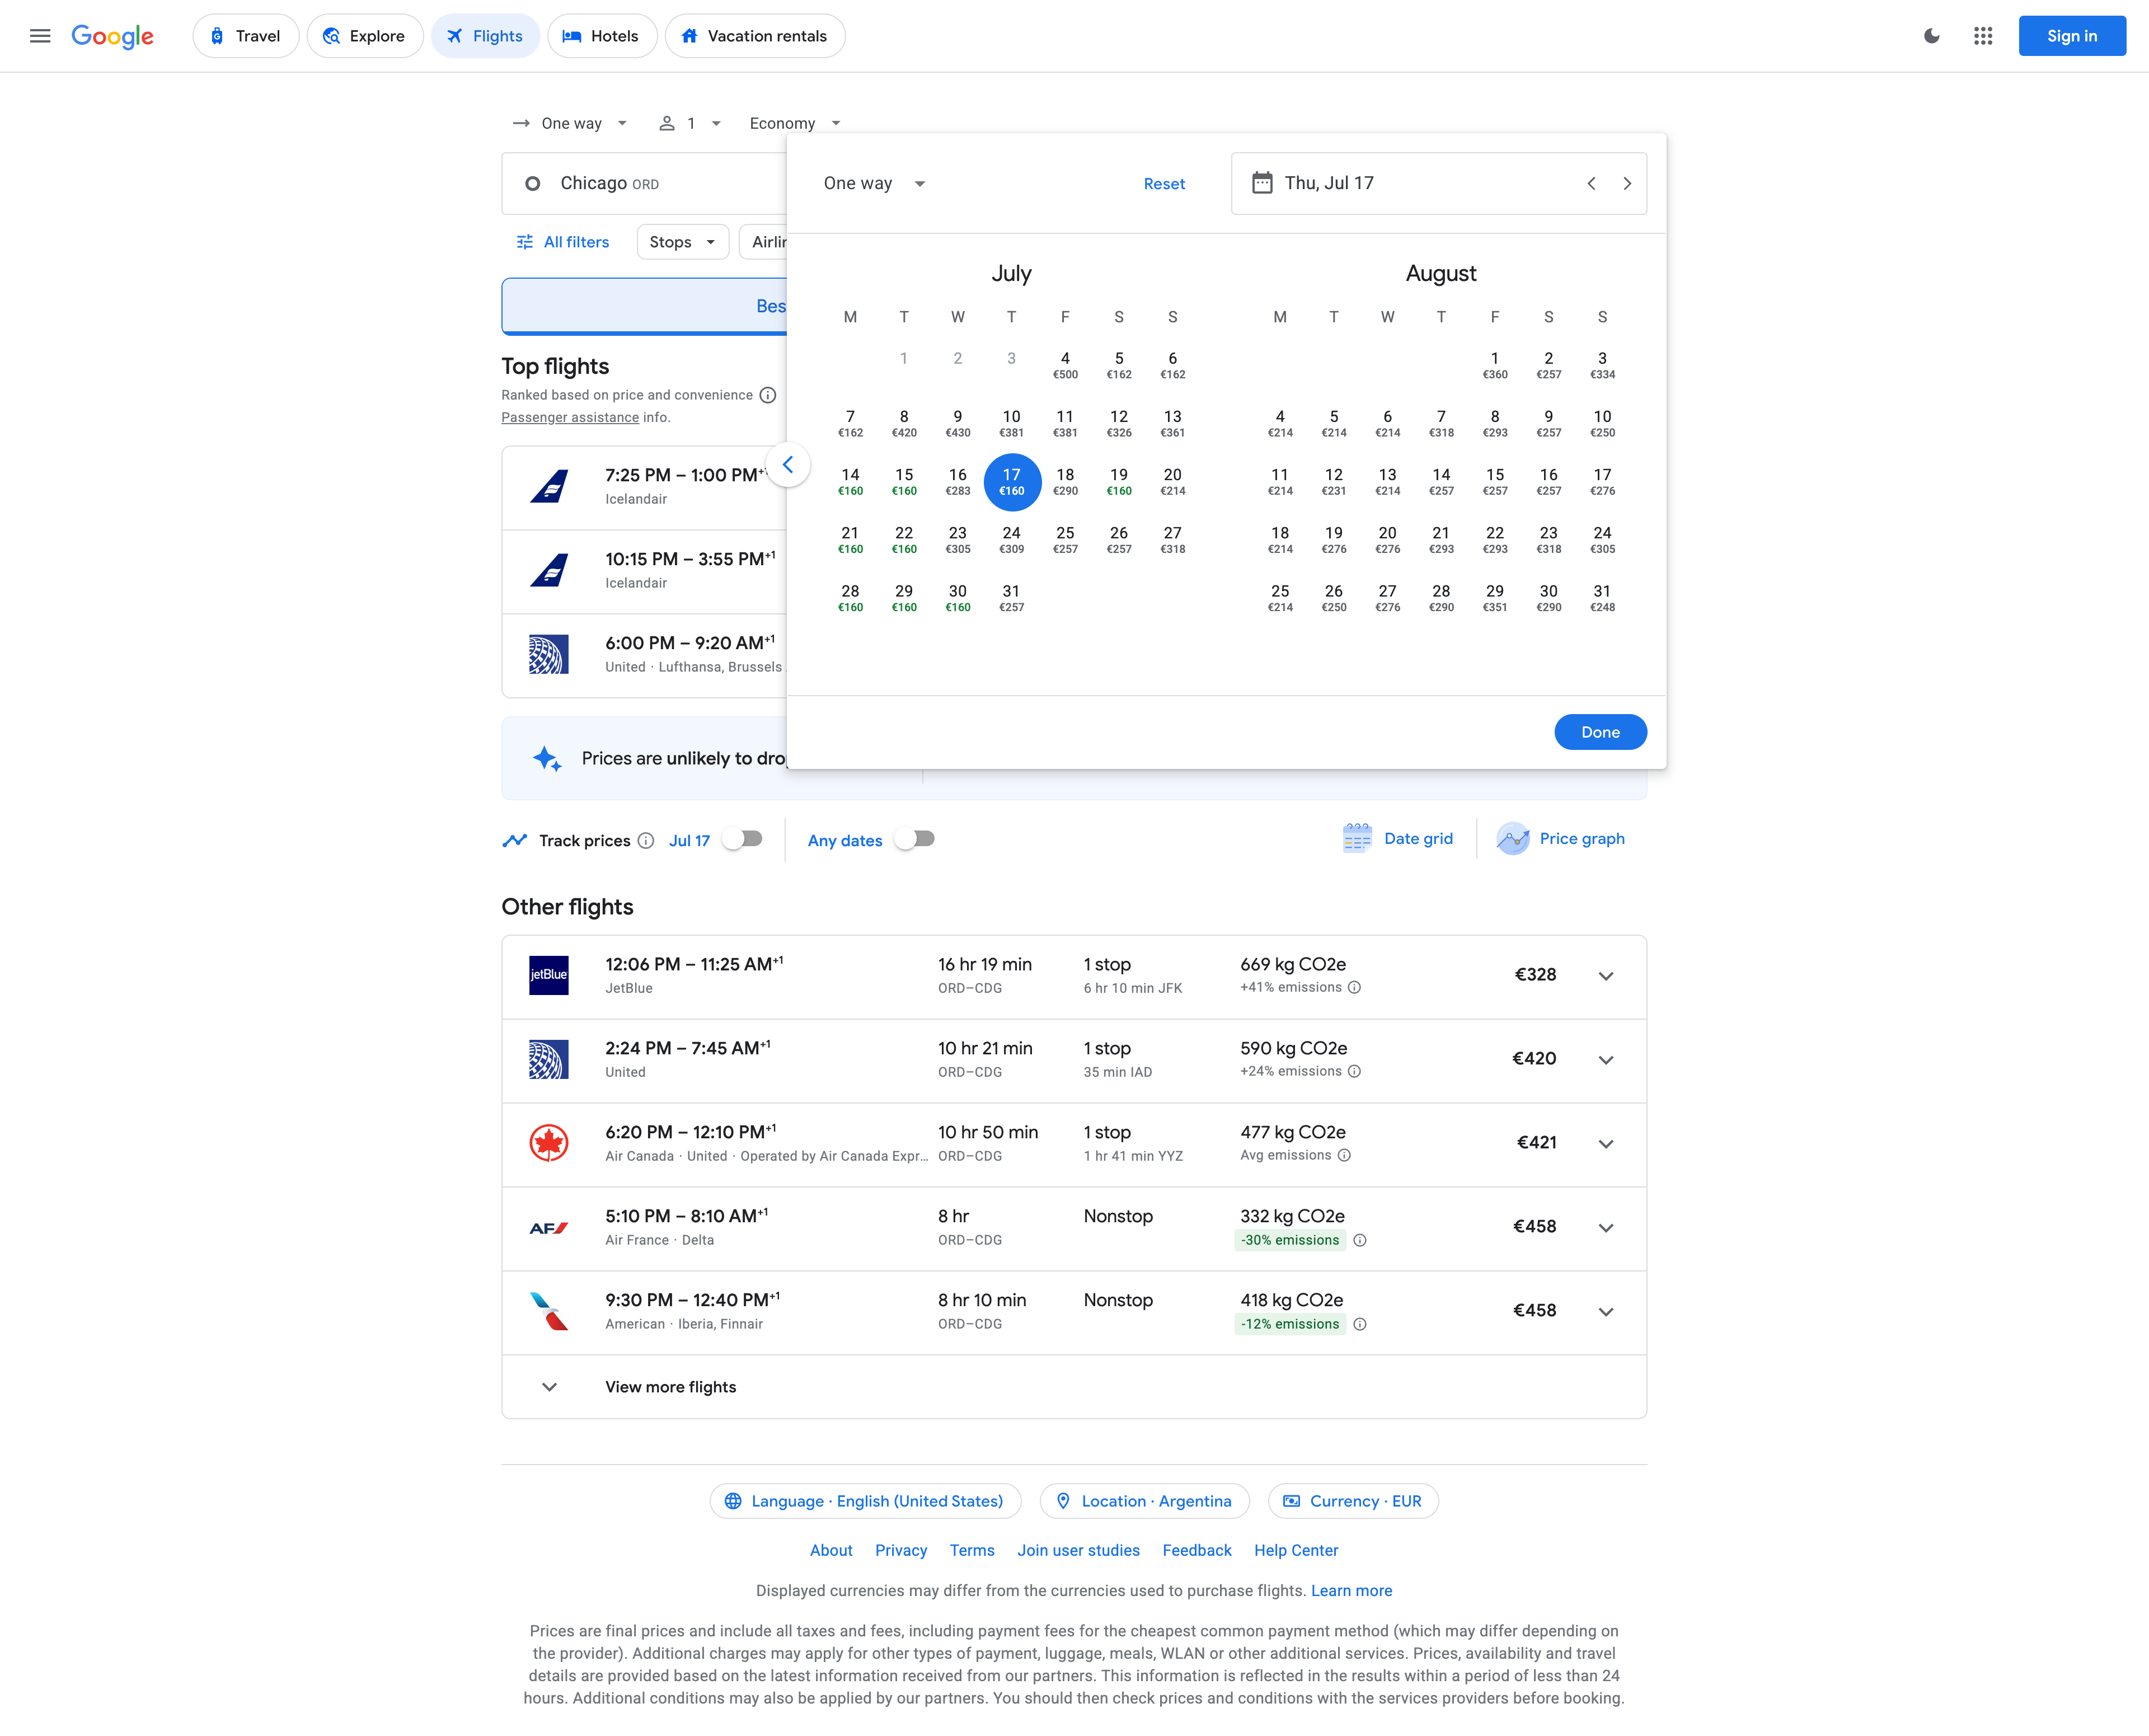 Google
Travel
Explore
Flights
Hotels
Vacation rentals
Sign in
One way
1
Economy
Chicago ORD
All filters
Stops
One way
Reset
Thu, Jul 17
July
M T W T F S S
1 2 3 4 5 6
€500 €162 €162
7 8 9 10 11 12 13
€162 €420 €430 €381 €381 €326 €361
14 15 16 17 18 19 20
€160 €160 €283 €160 €290 €160 €214
21 22 23 24 25 26 27
€160 €160 €305 €309 €257 €257 €318
28 29 30 31
€160 €160 €160 €257
August
M T W T F S S
1 2 3
€360 €257 €334
4 5 6 7 8 9 10
€214 €214 €214 €318 €293 €257 €250
11 12 13 14 15 16 17
€214 €231 €214 €257 €257 €257 €276
18 19 20 21 22 23 24
€214 €276 €276 €293 €293 €318 €305
25 26 27 28 29 30 31
€214 €250 €276 €290 €351 €290 €248
Done
Top flights
Ranked based on price and convenience
Passenger assistance info.
7:25 PM – 1:00 PM
Icelandair
10:15 PM – 3:55 PM+1
Icelandair
6:00 PM – 9:20 AM+1
United · Lufthansa, Brussels
Prices are unlikely to
Track prices
Jul 17
Any dates
Date grid
Price graph
Other flights
jetBlue
12:06 PM – 11:25 AM+1
JetBlue
16 hr 19 min
ORD–CDG
1 stop
6 hr 10 min JFK
669 kg CO2e
+41% emissions
€328
2:24 PM – 7:45 AM+1
United
10 hr 21 min
ORD–CDG
1 stop
35 min IAD
590 kg CO2e
+24% emissions
€420
6:20 PM – 12:10 PM+1
Air Canada · United · Operated by Air Canada Expr...
10 hr 50 min
ORD–CDG
1 stop
1 hr 41 min YYZ
477 kg CO2e
Avg emissions
€421
AF
5:10 PM – 8:10 AM+1
Air France · Delta
8 hr
ORD–CDG
Nonstop
332 kg CO2e
-30% emissions
€458
9:30 PM – 12:40 PM+1
American · Iberia, Finnair
8 hr 10 min
ORD–CDG
Nonstop
418 kg CO2e
-12% emissions
€458
View more flights
Language · English (United States)
Location · Argentina
Currency · EUR
About Privacy Terms Join user studies Feedback Help Center
Displayed currencies may differ from the currencies used to purchase flights. Learn more
Prices are final prices and include all taxes and fees, including payment fees for the cheapest common payment method (which may differ depending on
the provider). Additional charges may apply for other types of payment, luggage, meals, WLAN or other additional services. Prices, availability and travel
details are provided based on the latest information received from our partners. This information is reflected in the results within a period of less than 24
hours. Additional conditions may also be applied by our partners. You should then check prices and conditions with the services providers before booking.